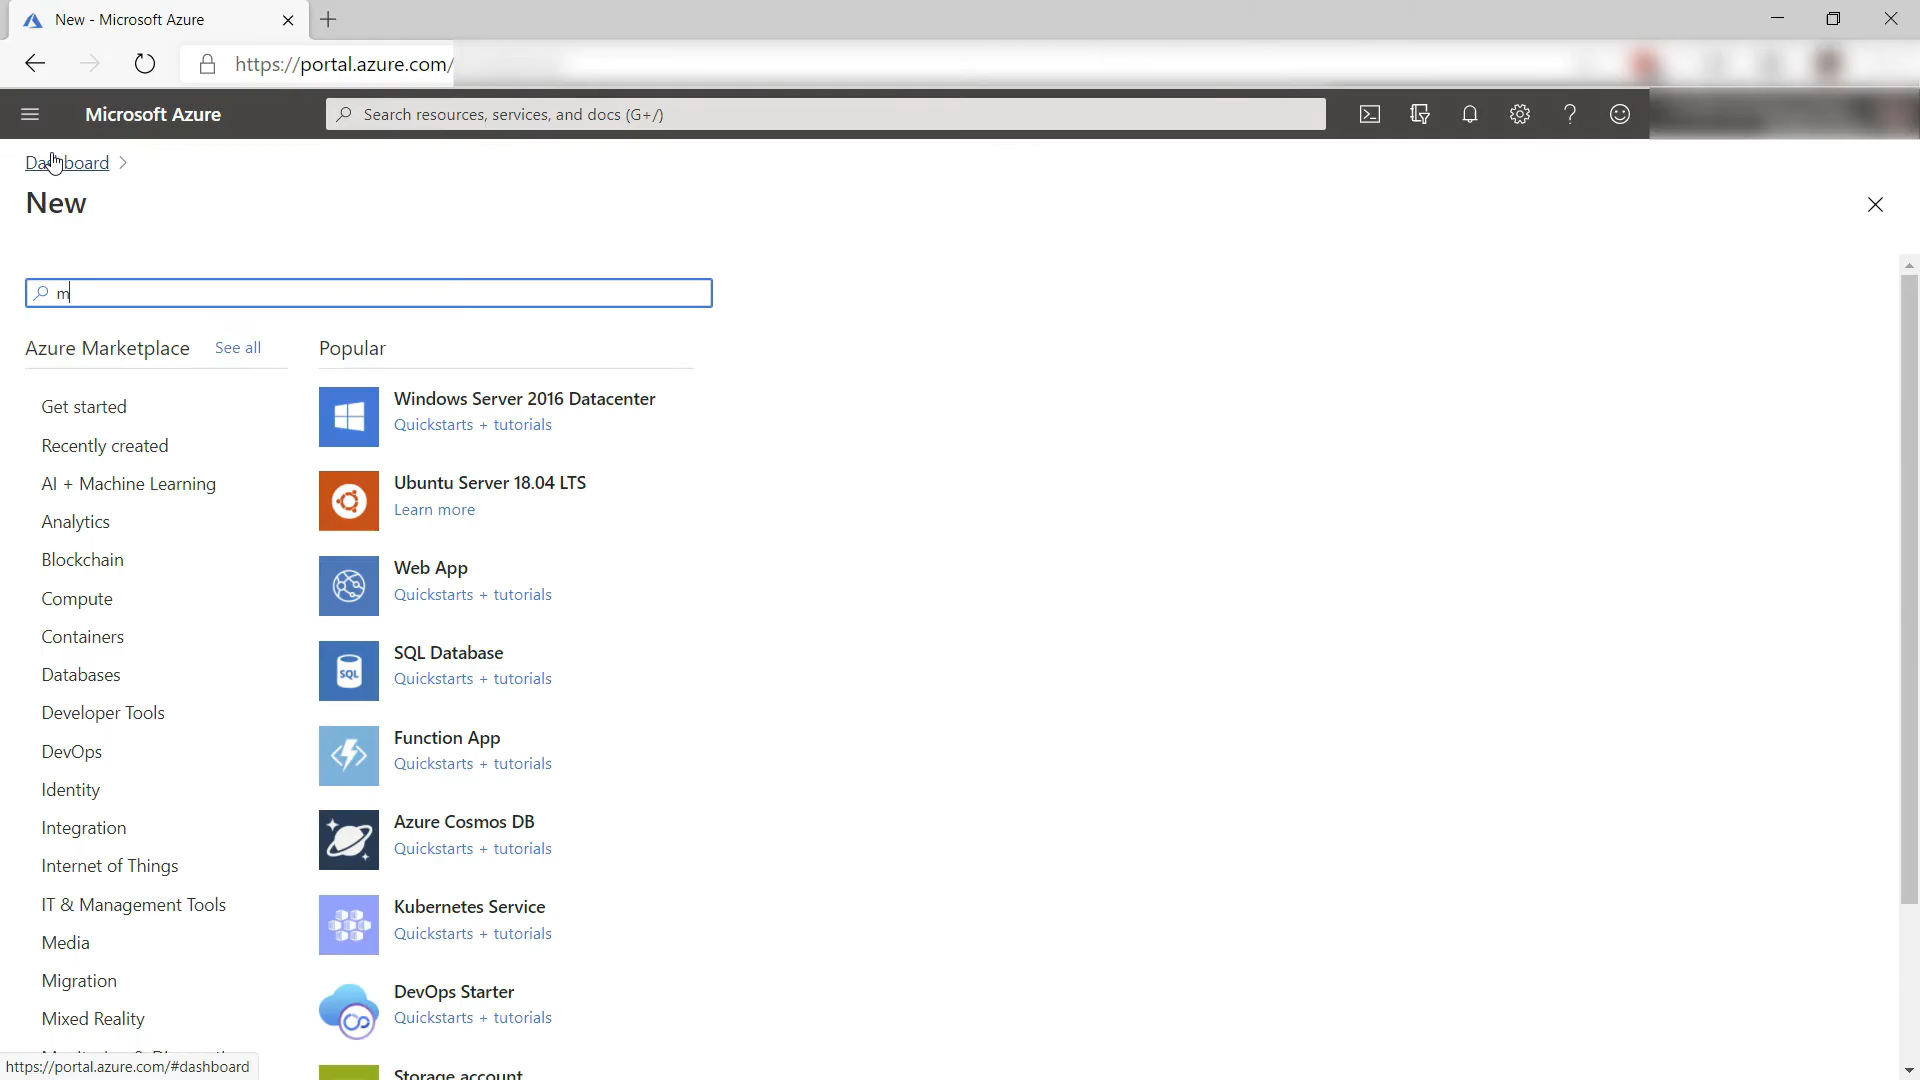 New - Microsoft Azure
https://portal.azure.com/
Microsoft Azure
Search resources, services, and docs (G+/)
Dashboard
New
m
Azure Marketplace See all
Popular
Get started
Recently created
AI + Machine Learning
Analytics
Blockchain
Compute
Containers
Databases
Developer Tools
DevOps
Identity
Integration
Internet of Things
IT & Management Tools
Media
Migration
Mixed Reality
Windows Server 2016 Datacenter
Quickstarts + tutorials
Ubuntu Server 18.04 LTS
Learn more
Web App
Quickstarts + tutorials
SQL Database
Quickstarts + tutorials
SQL
Function App
Quickstarts + tutorials
Azure Cosmos DB
Quickstarts + tutorials
Kubernetes Service
Quickstarts + tutorials
DevOps Starter
Quickstarts + tutorials
Storage account
https://portal.azure.com/#dashboard